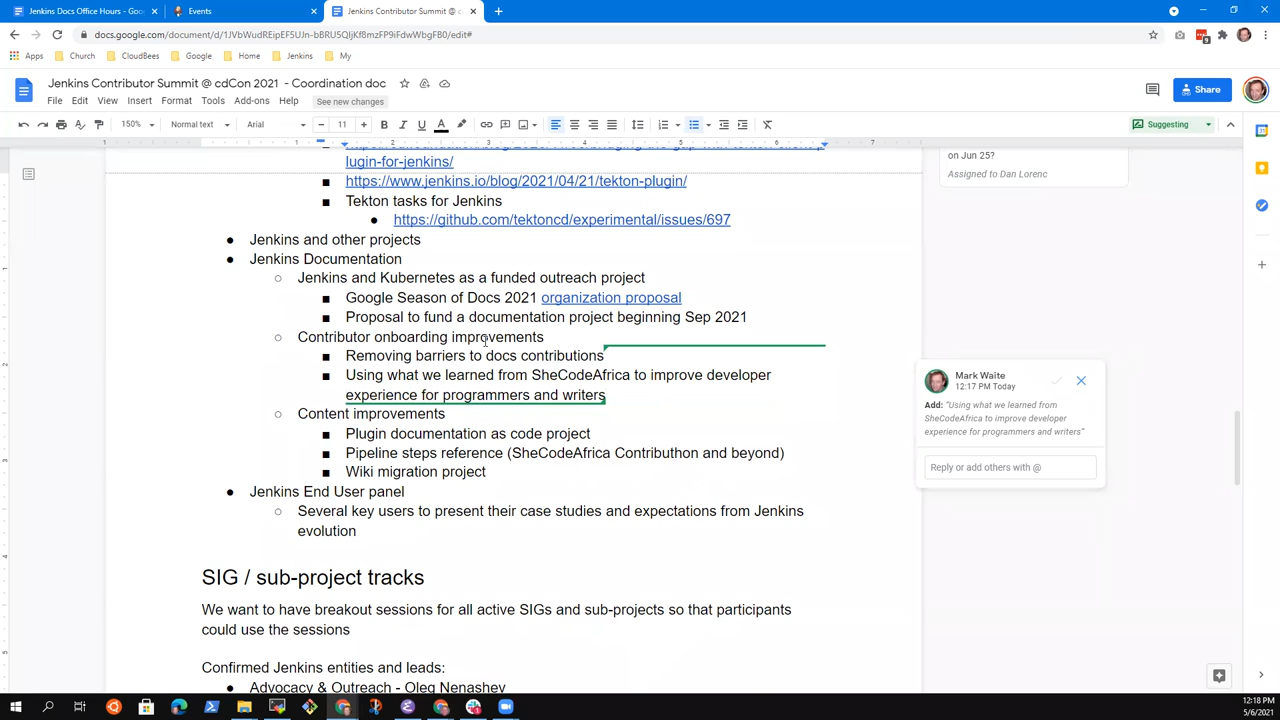 Jenkins Docs Office Hours - Goo
Events
Jenkins Contributor Summit @ cd
docs.google.com/document/d/1JVbWudREipEF5UJn-bBRU5QIjKf8mzFP9iFdwWbgFB0/edit#
Apps
Church
CloudBees
Google
Home
Jenkins
My
Jenkins Contributor Summit @ cdCon 2021 - Coordination doc
Share
File Edit View Insert Format Tools Add-ons Help See new changes
150% Normal text Arial 11 Suggesting
lugin-for-jenkins/
https://www.jenkins.io/blog/2021/04/21/tekton-plugin/
Tekton tasks for Jenkins
https://github.com/tektoncd/experimental/issues/697
Jenkins and other projects
Jenkins Documentation
Jenkins and Kubernetes as a funded outreach project
Google Season of Docs 2021 organization proposal
Proposal to fund a documentation project beginning Sep 2021
Contributor onboarding improvements
Removing barriers to docs contributions
Using what we learned from SheCodeAfrica to improve developer
experience for programmers and writers
Content improvements
Plugin documentation as code project
Pipeline steps reference (SheCodeAfrica Contributhon and beyond)
Wiki migration project
Jenkins End User panel
Several key users to present their case studies and expectations from Jenkins
evolution
SIG / sub-project tracks
We want to have breakout sessions for all active SIGs and sub-projects so that participants
could use the sessions
Confirmed Jenkins entities and leads:
Advocacy & Outreach - Oleg Nenashev
on Jun 25?
Assigned to Dan Lorenc
Mark Waite
12:17 PM Today
Add: "Using what we learned from
SheCodeAfrica to improve developer
experience for programmers and writers"
Reply or add others with @
12:18 PM
5/6/2021